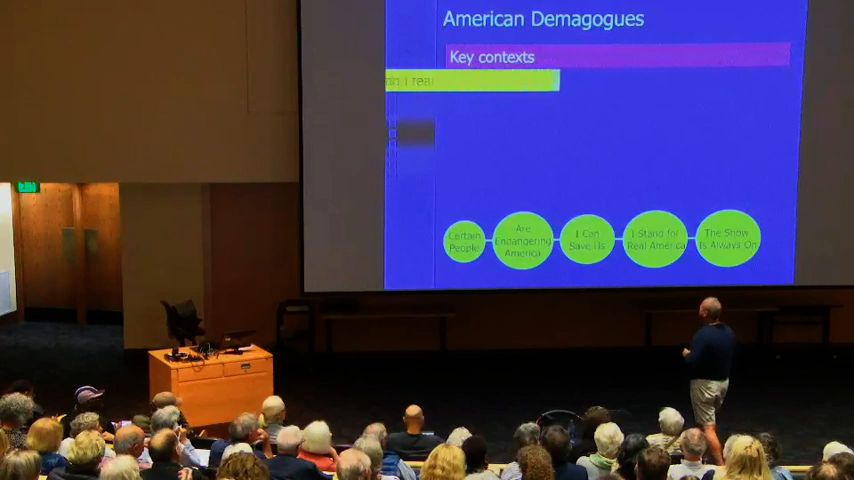 American Demagogues
Key contexts
Certain
People
Are
Endangering
America
I Can
Save Us
I Stand for
Real America
The Show
Is Always On